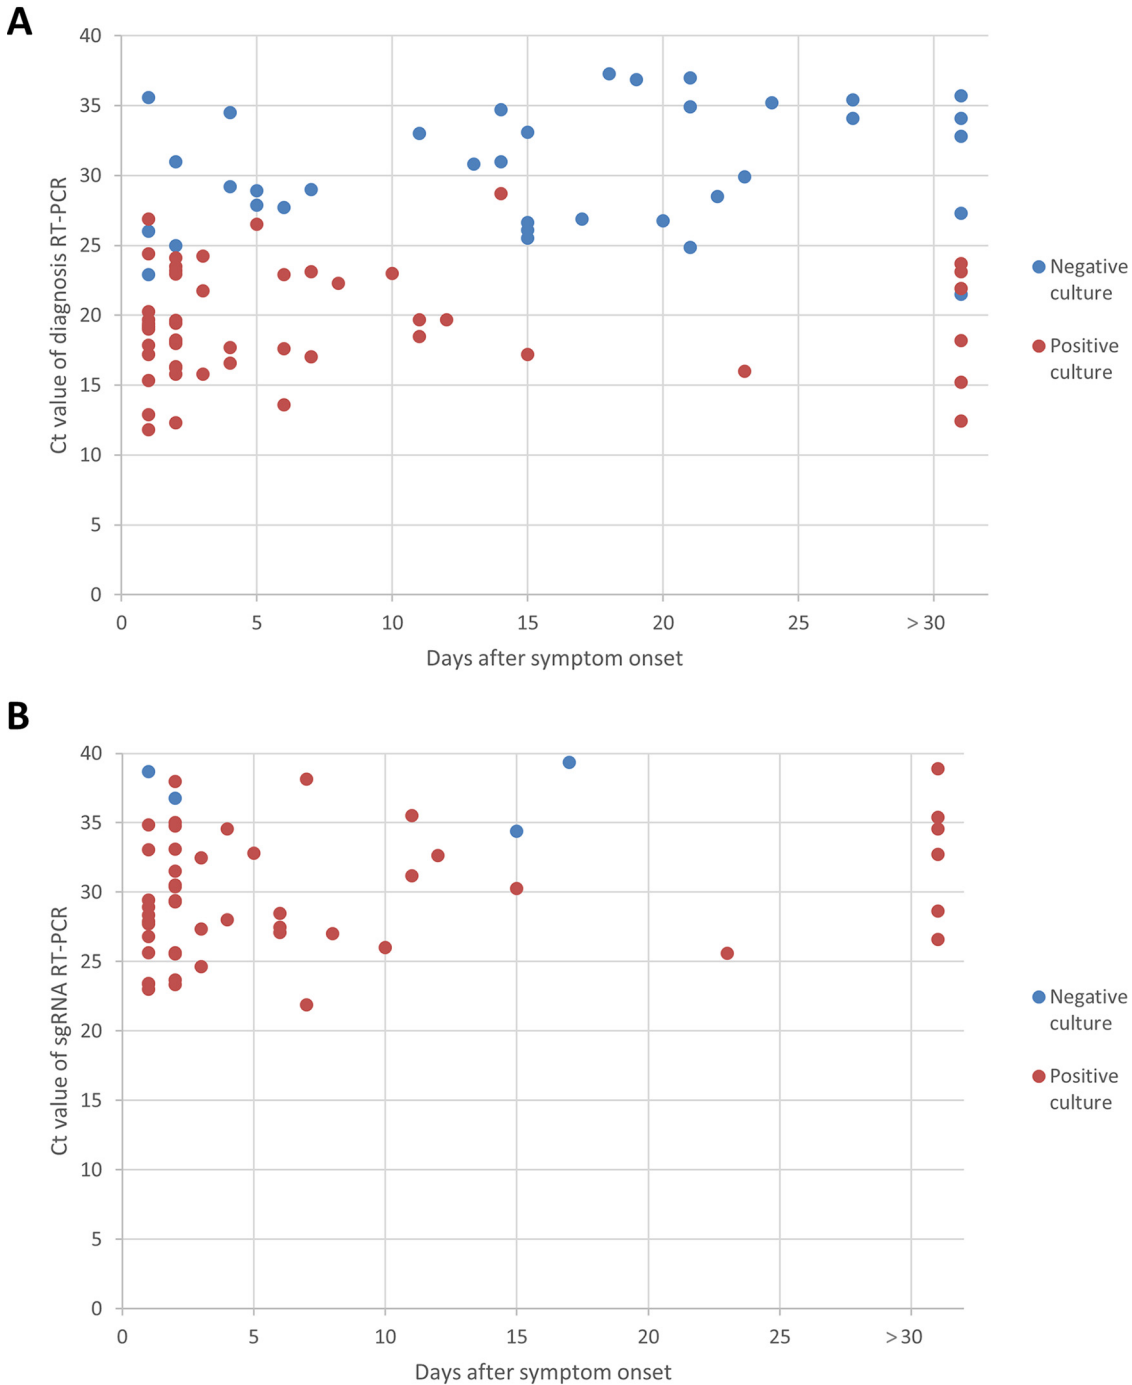 A
40
35
30
25
20
15
10
5
0
Ct value of diagnosis RT-PCR
0 5 10 15 20 25 > 30
Days after symptom onset
Negative
culture
Positive
culture
B
40
35
30
25
20
15
10
5
0
Ct value of sgRNA RT-PCR
0 5 10 15 20 25 > 30
Days after symptom onset
Negative
culture
Positive
culture